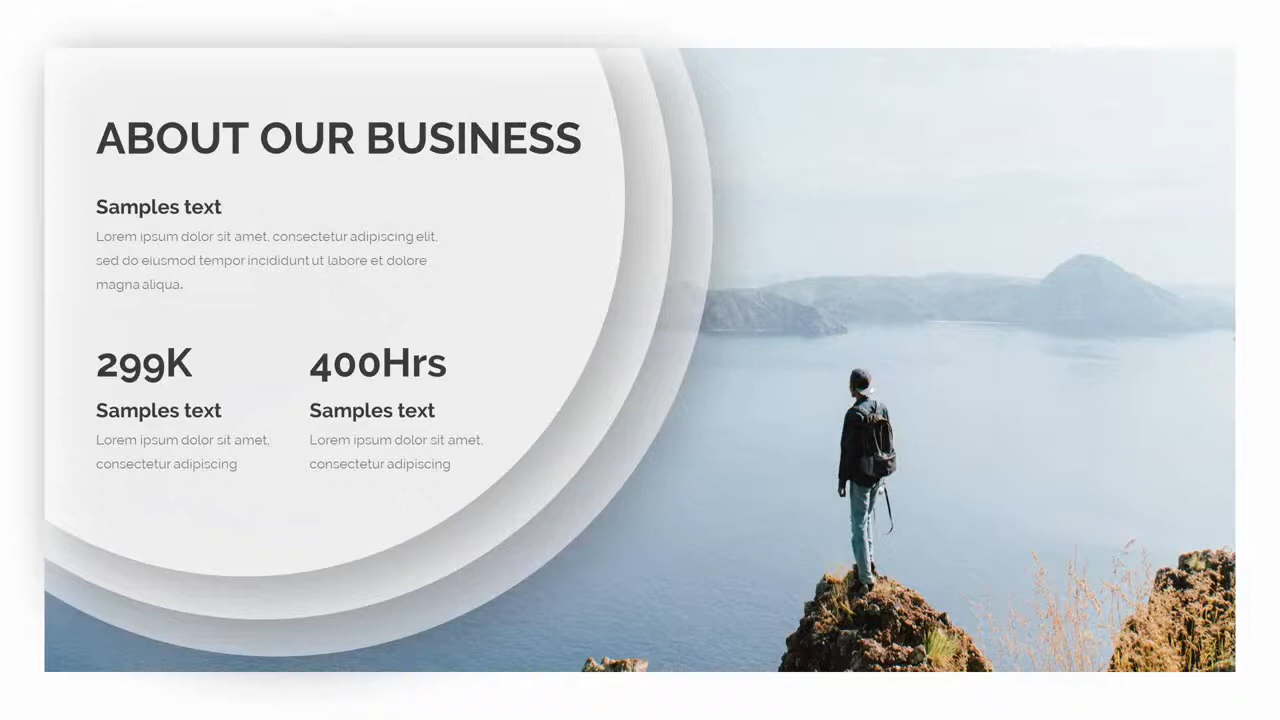 ABOUT OUR BUSINESS
Samples text
Lorem ipsum dolor sit amet, consectetur adipiscing elit,
sed do eiusmod tempor incididunt ut labore et dolore
magna aliqua.
299K
Samples text
Lorem ipsum dolor sit amet,
consectetur adipiscing
400Hrs
Samples text
Lorem ipsum dolor sit amet,
consectetur adipiscing